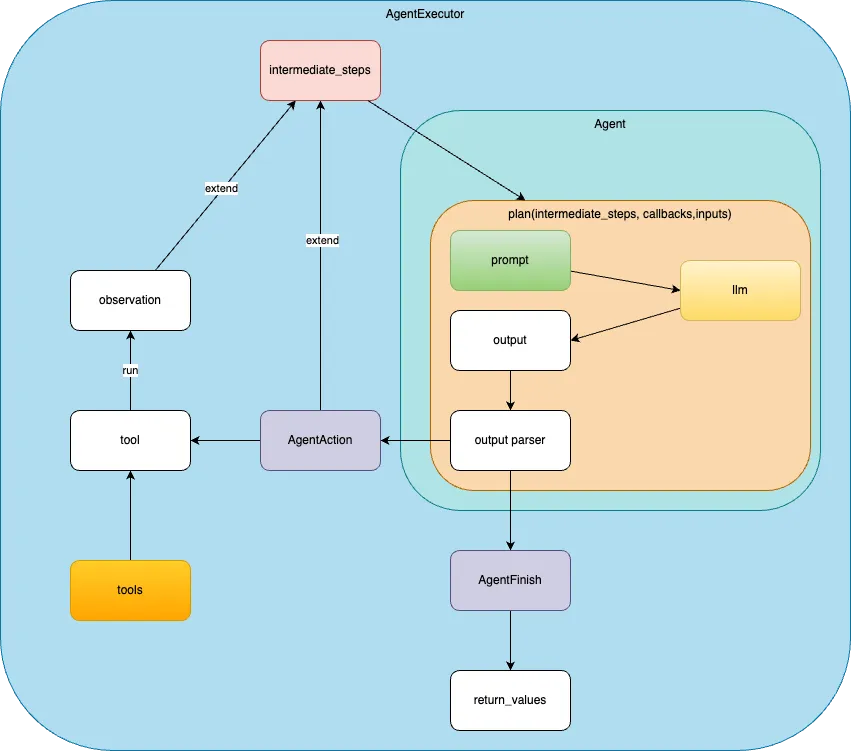 AgentExecutor
intermediate_steps
Agent
extend
plan(intermediate_steps, callbacks,inputs)
extend
prompt
llm
observation
output
run
tool
AgentAction
output parser
tools
AgentFinish
return_values